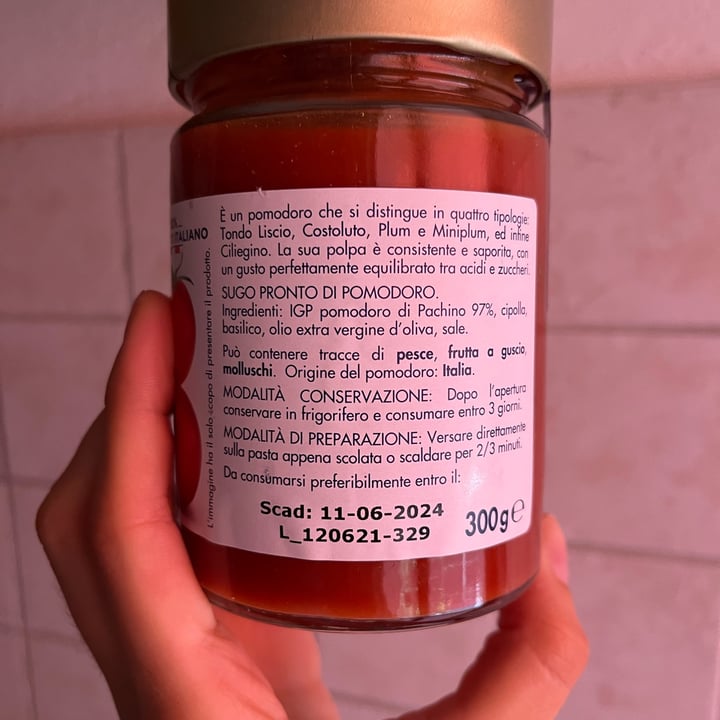 È un pomodoro che si distingue in quattro tipologie:
Tondo Liscio, Costoluto, Plum e Miniplum, ed infine
Ciliegino. La sua polpa è consistente e saporita, con
un gusto perfettamente equilibrato tra acidi e zuccheri.
SUGO PRONTO DI POMODORO.
Ingredienti: IGP pomodoro di Pachino 97%, cipolla,
basilico, olio extra vergine d'oliva, sale.
Può contenere tracce di pesce, frutta a guscio,
molluschi. Origine del pomodoro: Italia.
MODALITÀ CONSERVAZIONE: Dopo l'apertura
conservare in frigorifero e consumare entro 3 giorni.
MODALITÀ DI PREPARAZIONE: Versare direttamente
sulla pasta appena scolata o scaldare per 2/3 minuti.
Da consumarsi preferibilmente entro il:
Scad: 11-06-2024
L_120621-329
300g e
ITALIANO
L'immagine ha il solo scopo di presentare il prodotto.